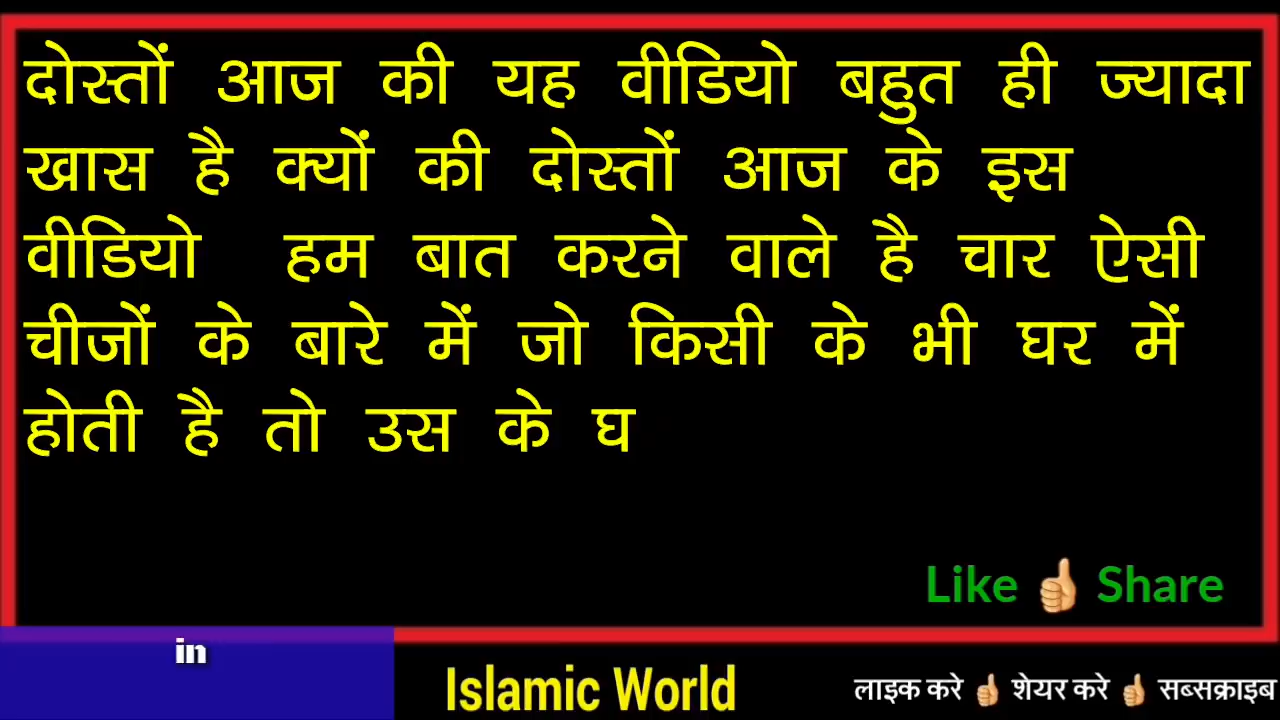 दोस्तों आज की यह वीडियो बहुत ही ज्यादा
खास है क्यों की दोस्तों आज के इस
वीडियो हम बात करने वाले है चार ऐसी
चीजों के बारे में जो किसी के भी घर में
होती है तो उस के घ
Like 👍 Share
in
Islamic World
लाइक करे 👍 शेयर करे 👍 सब्सक्राइब